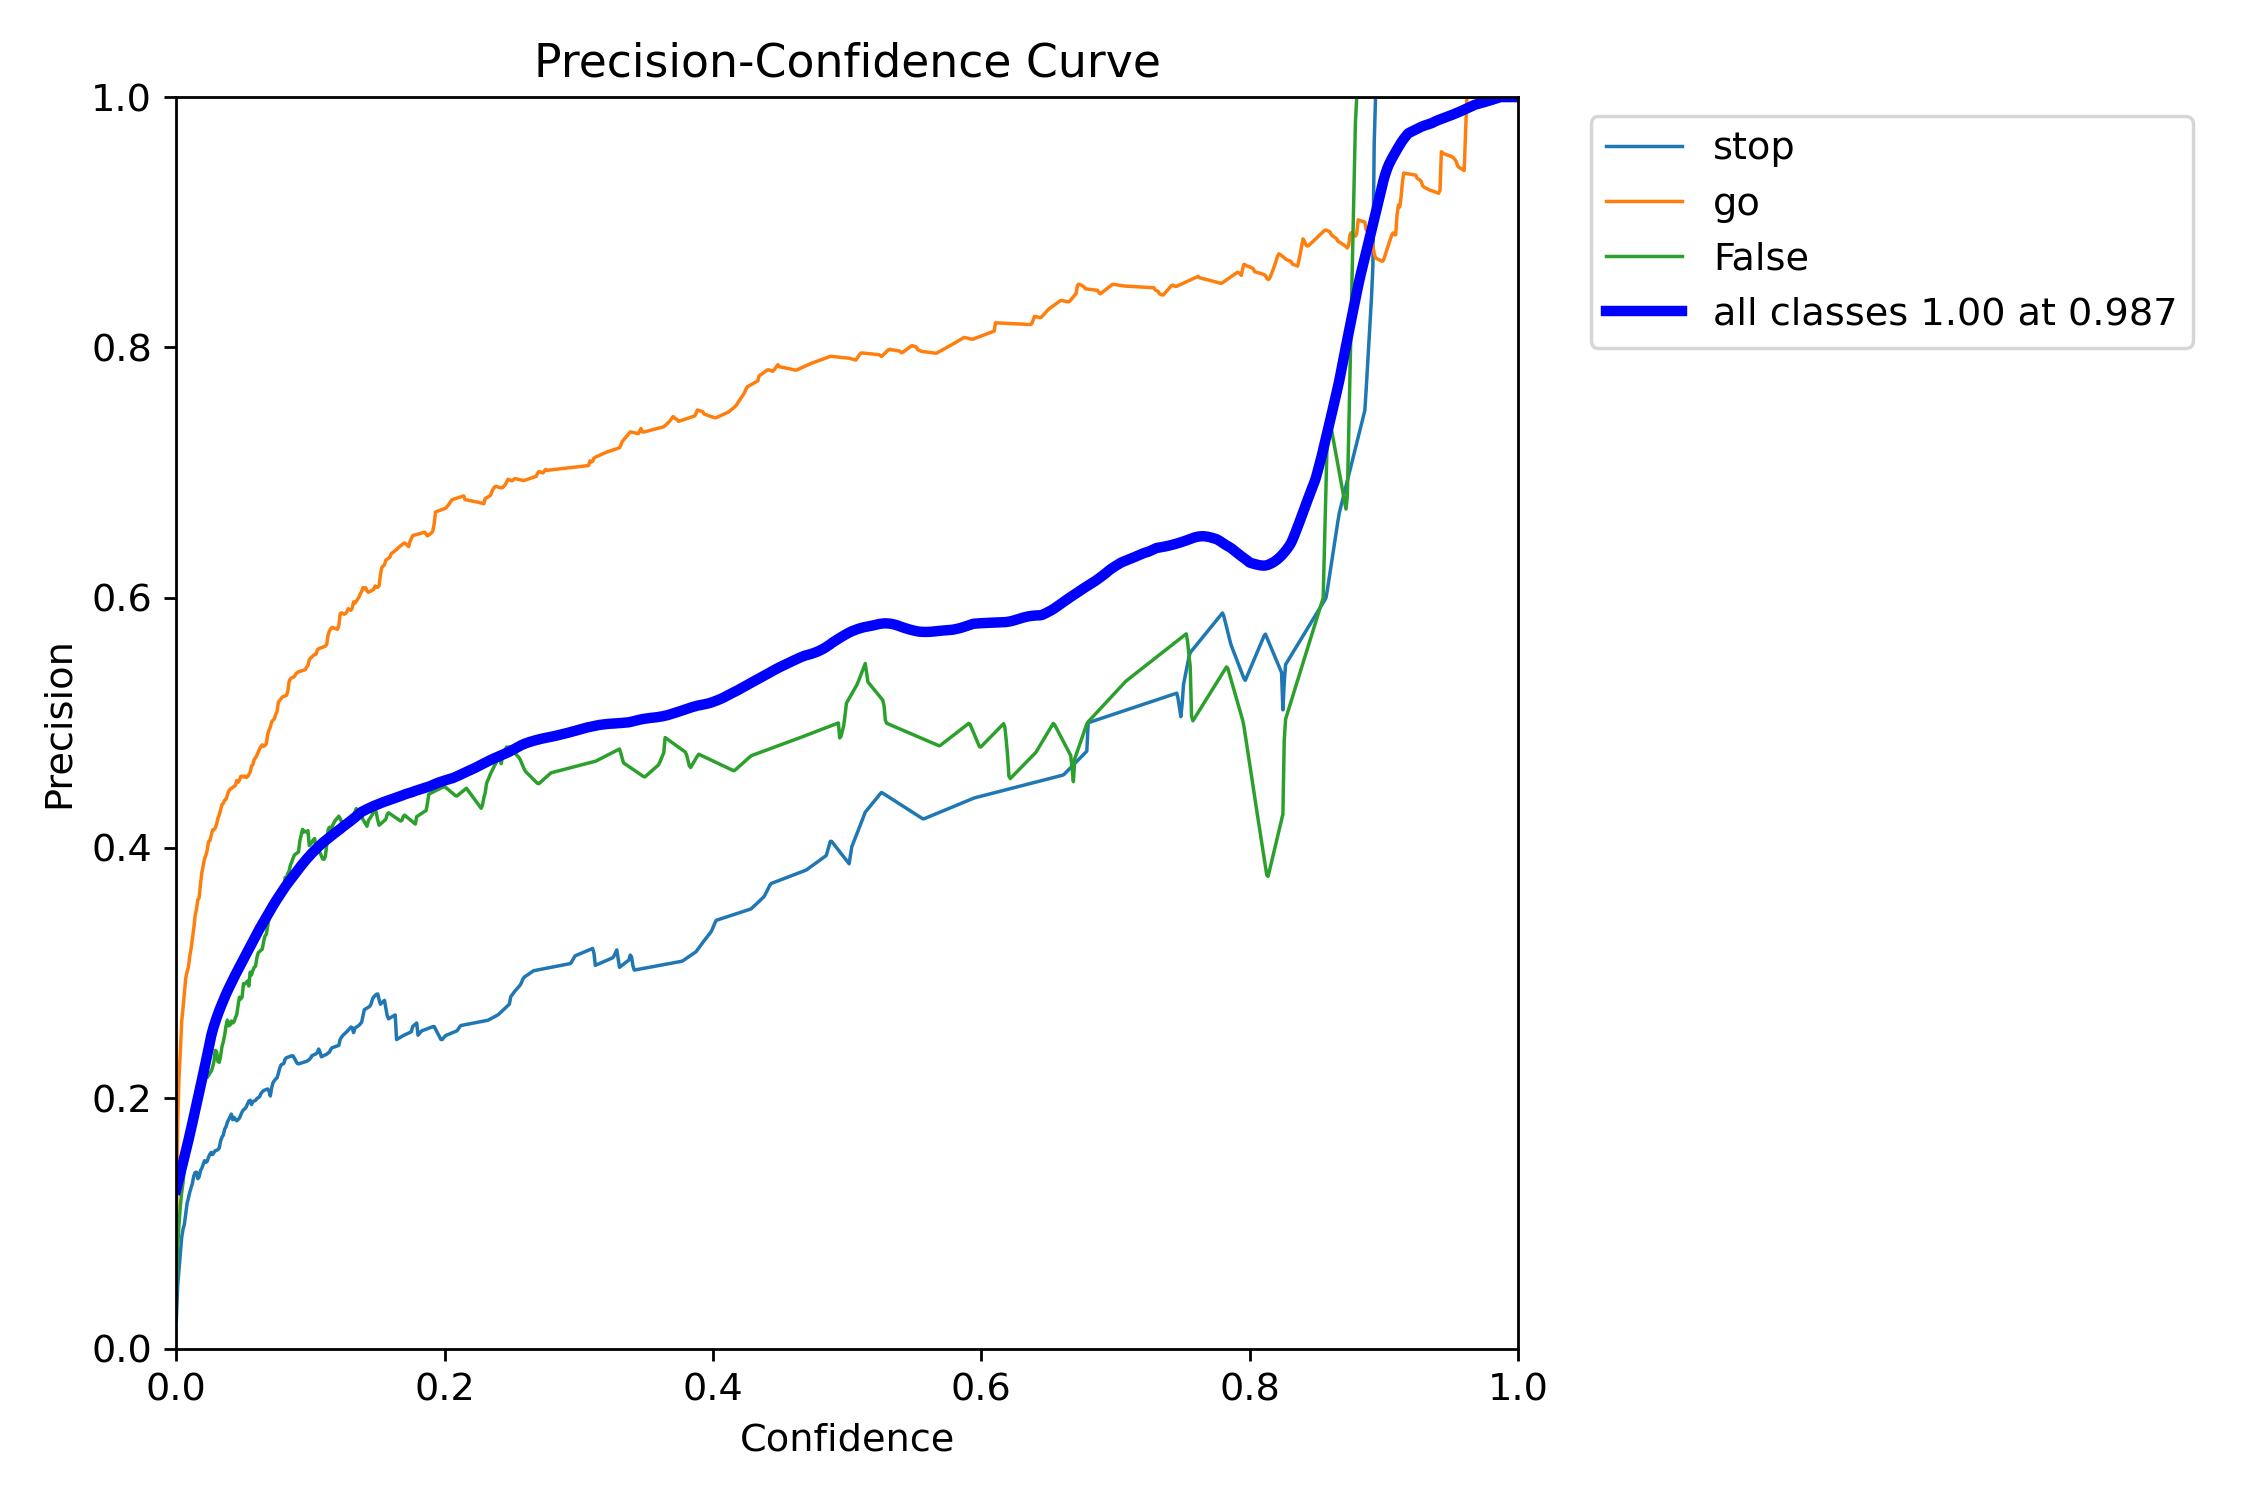 Precision-Confidence Curve
1.0
0.8
0.6
0.4
0.2
0.0
Precision
0.0 0.2 0.4 0.6 0.8 1.0
Confidence
stop
go
False
all classes 1.00 at 0.987